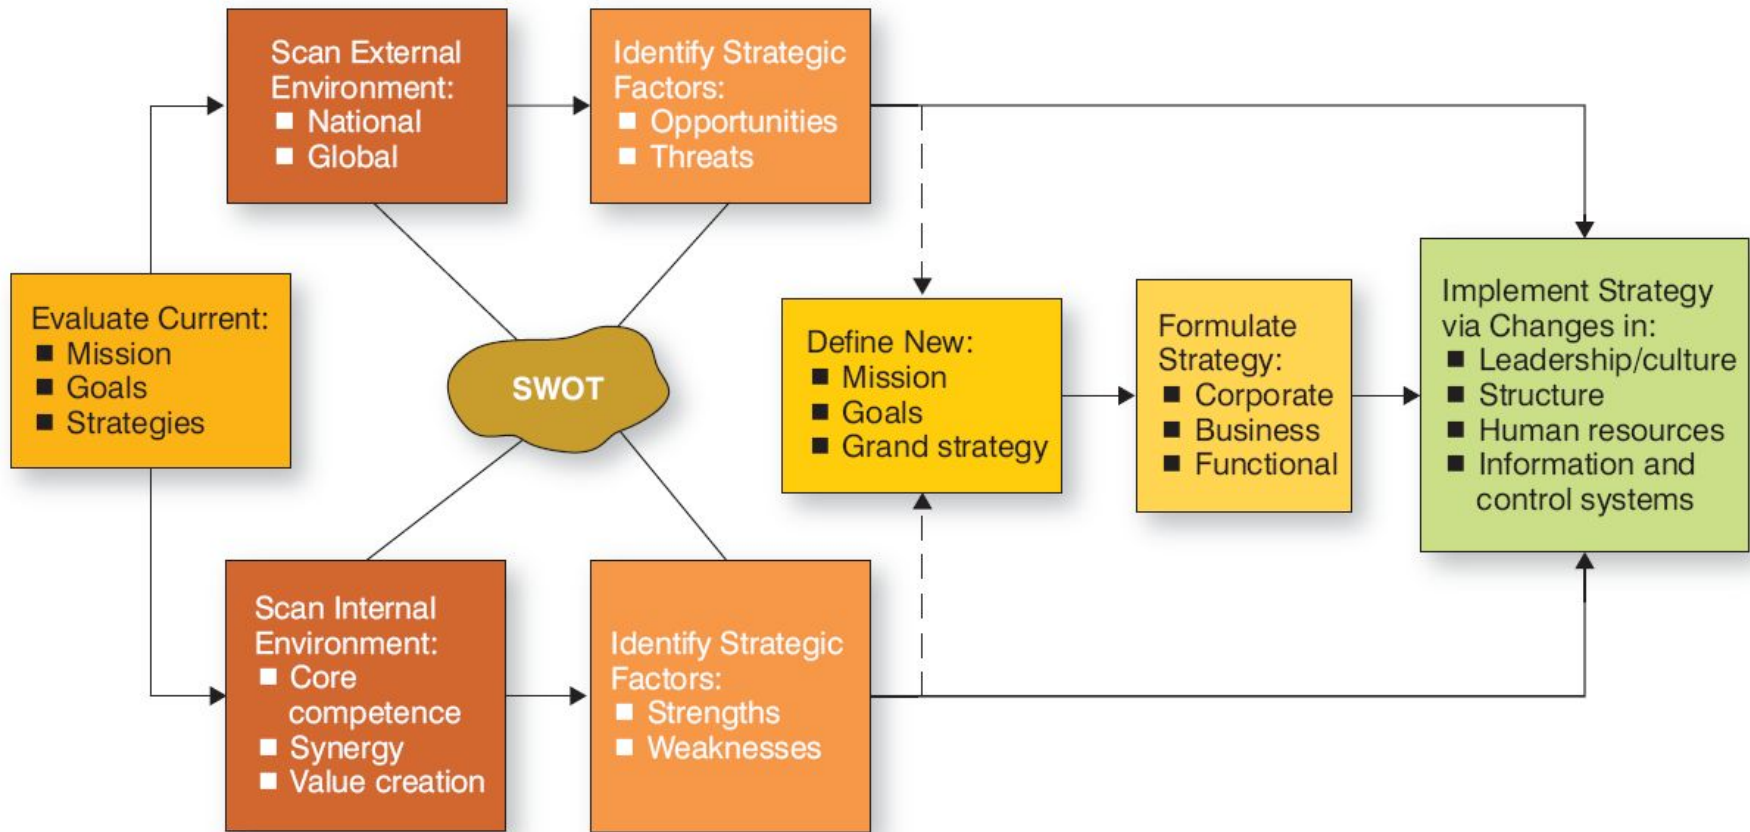 Scan External
Environment:
■ National
■ Global
Identify Strategic
Factors:
■ Opportunities
■ Threats
Evaluate Current:
■ Mission
■ Goals
■ Strategies
SWOT
Define New:
■ Mission
■ Goals
■ Grand strategy
Formulate
Strategy:
■ Corporate
■ Business
■ Functional
Implement Strategy
via Changes in:
■ Leadership/culture
■ Structure
■ Human resources
■ Information and
control systems
Scan Internal
Environment:
■ Core
competence
■ Synergy
■ Value creation
Identify Strategic
Factors:
■ Strengths
■ Weaknesses